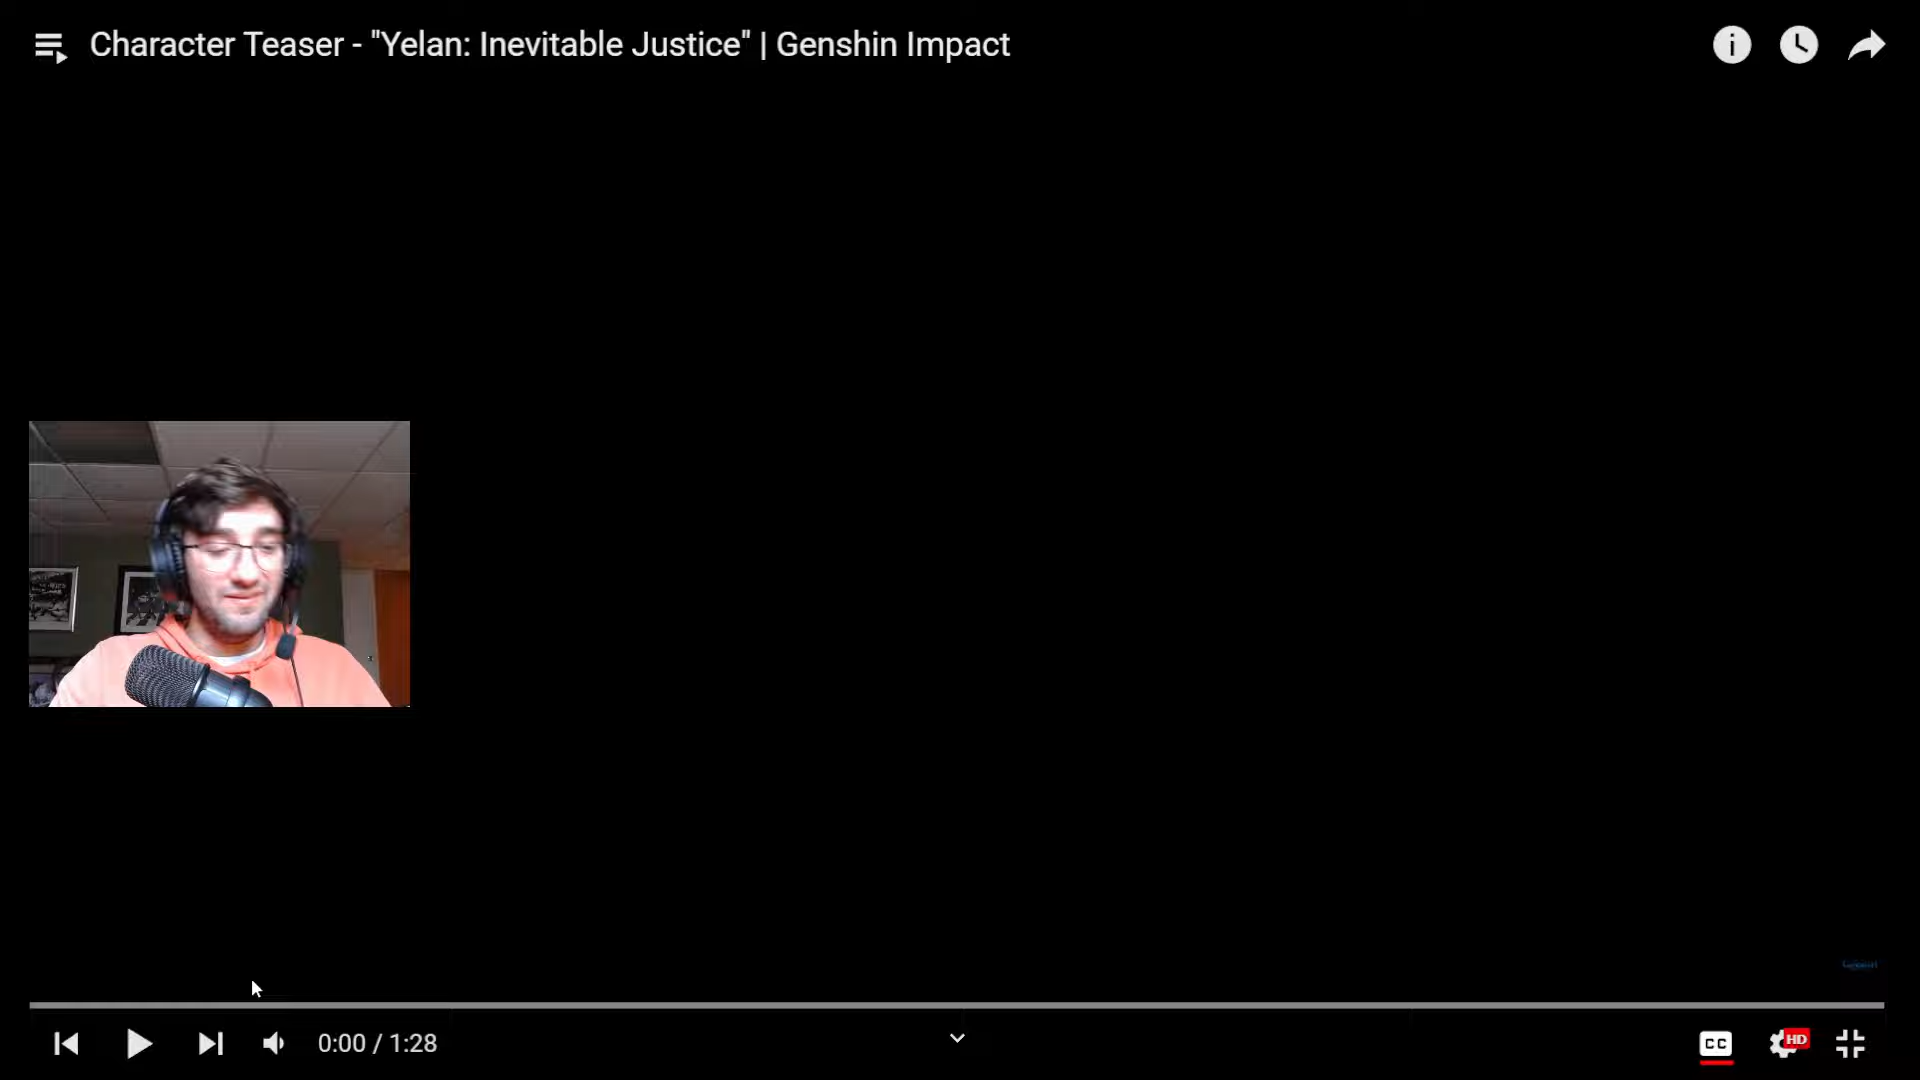 Character Teaser - "Yelan: Inevitable Justice" | Genshin Impact
0:00 / 1:28
CC
HD